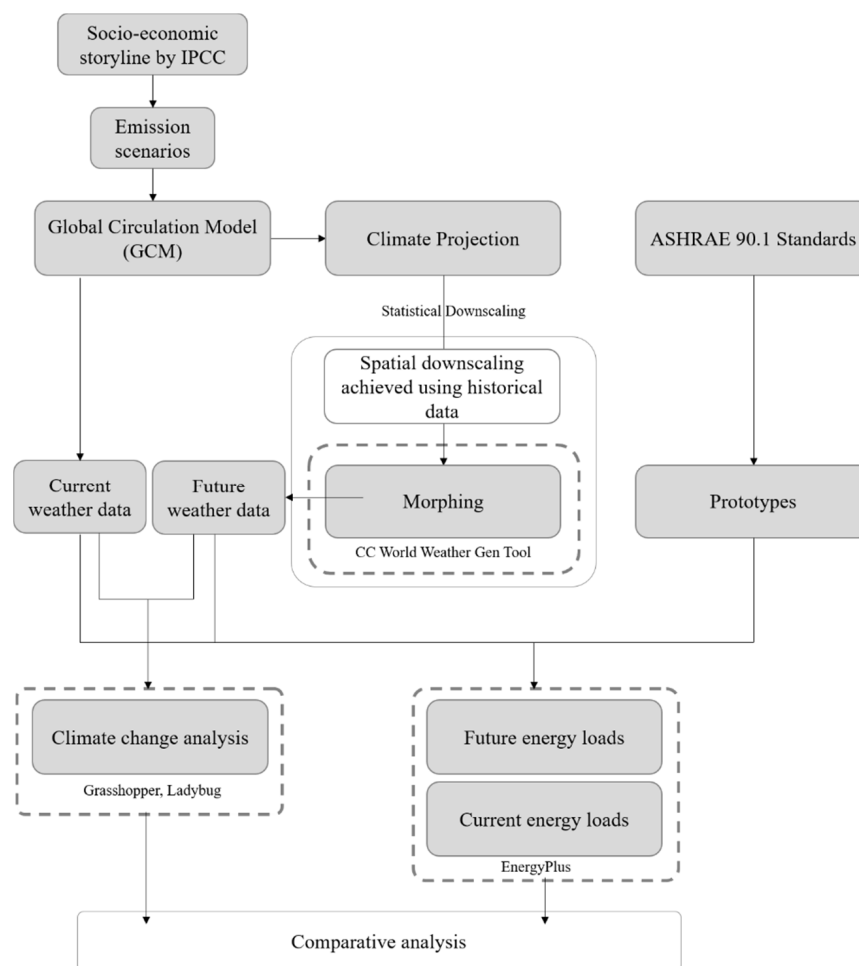 Socio-economic
storyline by IPCC
Emission
scenarios
Global Circulation Model
(GCM)
Climate Projection
ASHRAE 90.1 Standards
Statistical Downscaling
Spatial downscaling
achieved using historical
data
Current
weather data
Future
weather data
Morphing
Prototypes
CC World Weather Gen Tool
Climate change analysis
Grasshopper, Ladybug
Future energy loads
Current energy loads
EnergyPlus
Comparative analysis